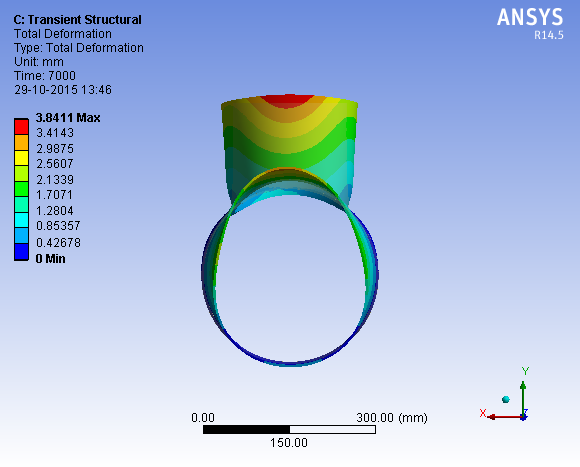 C: Transient Structural
Total Deformation
Type: Total Deformation
Unit: mm
Time: 7000
29-10-2015 13:46
ANSYS
R14.5
3.8411 Max
3.4143
2.9875
2.5607
2.1339
1.7071
1.2804
0.85357
0.42678
0 Min
0.00
300.00 (mm)
150.00
Y
X
Z